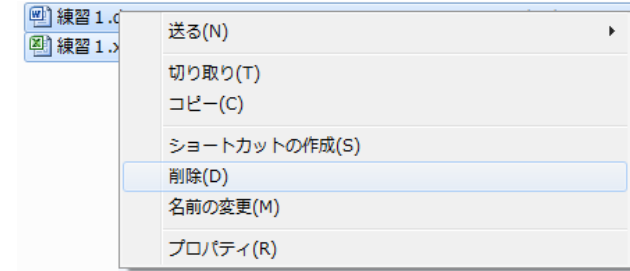 練習１.d
練習１.x
送る(N)
切り取り(T)
コピー(C)
ショートカットの作成(S)
削除(D)
名前の変更(M)
プロパティ(R)